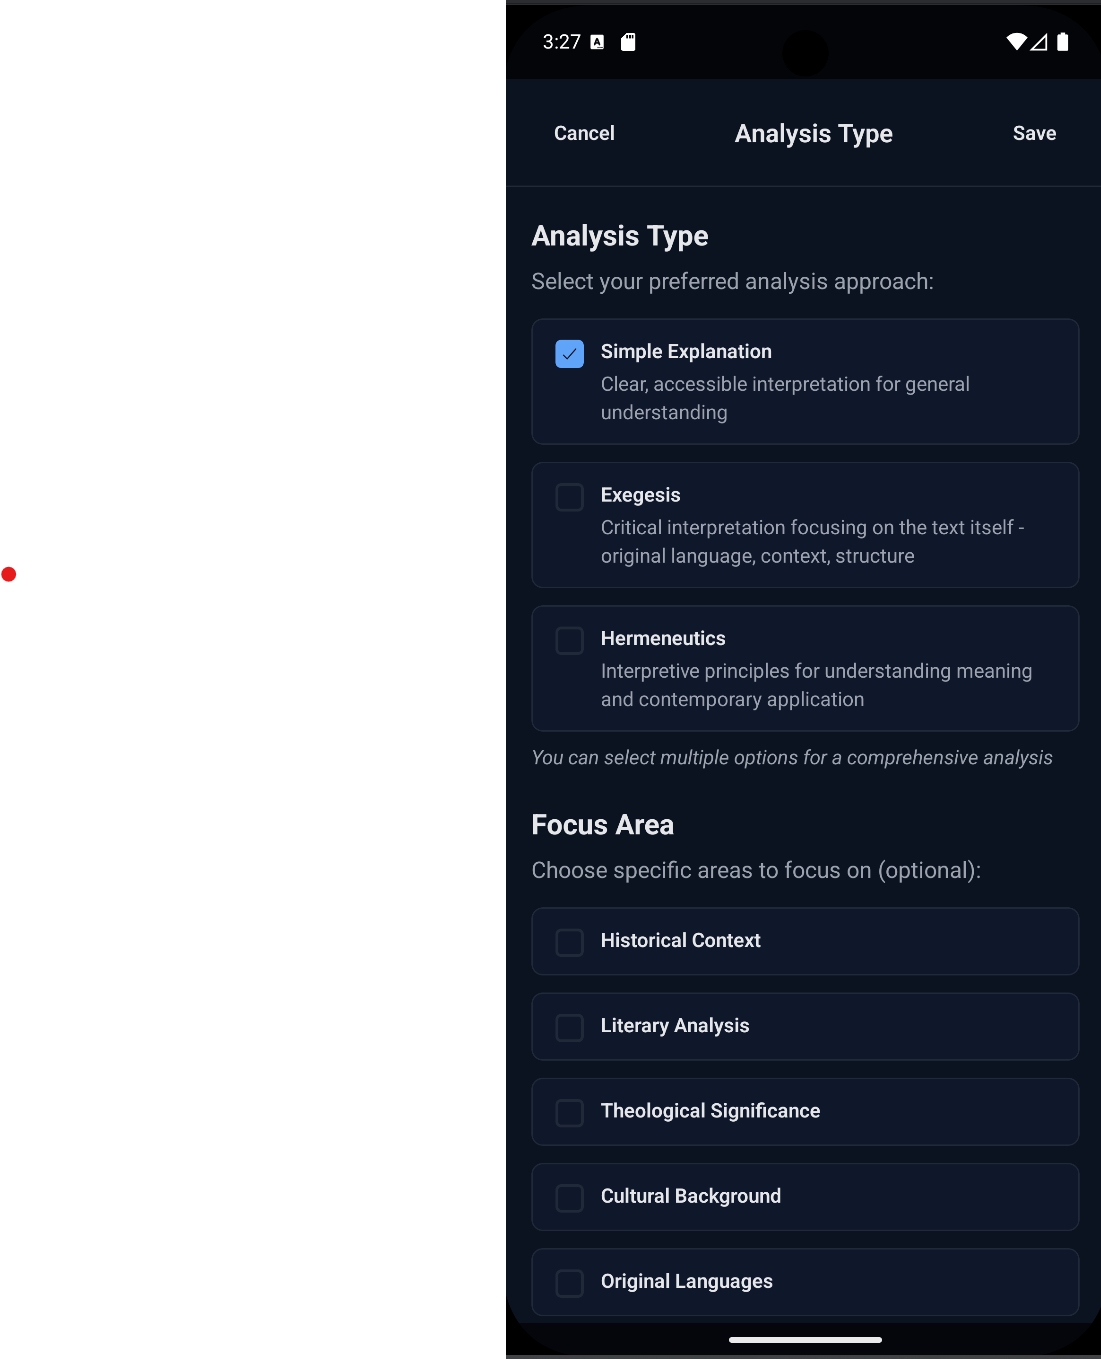 3:27
Cancel
Analysis Type
Save
Analysis Type
Select your preferred analysis approach:
Simple Explanation
Clear, accessible interpretation for general
understanding
Exegesis
Critical interpretation focusing on the text itself -
original language, context, structure
Hermeneutics
Interpretive principles for understanding meaning
and contemporary application
You can select multiple options for a comprehensive analysis
Focus Area
Choose specific areas to focus on (optional):
Historical Context
Literary Analysis
Theological Significance
Cultural Background
Original Languages